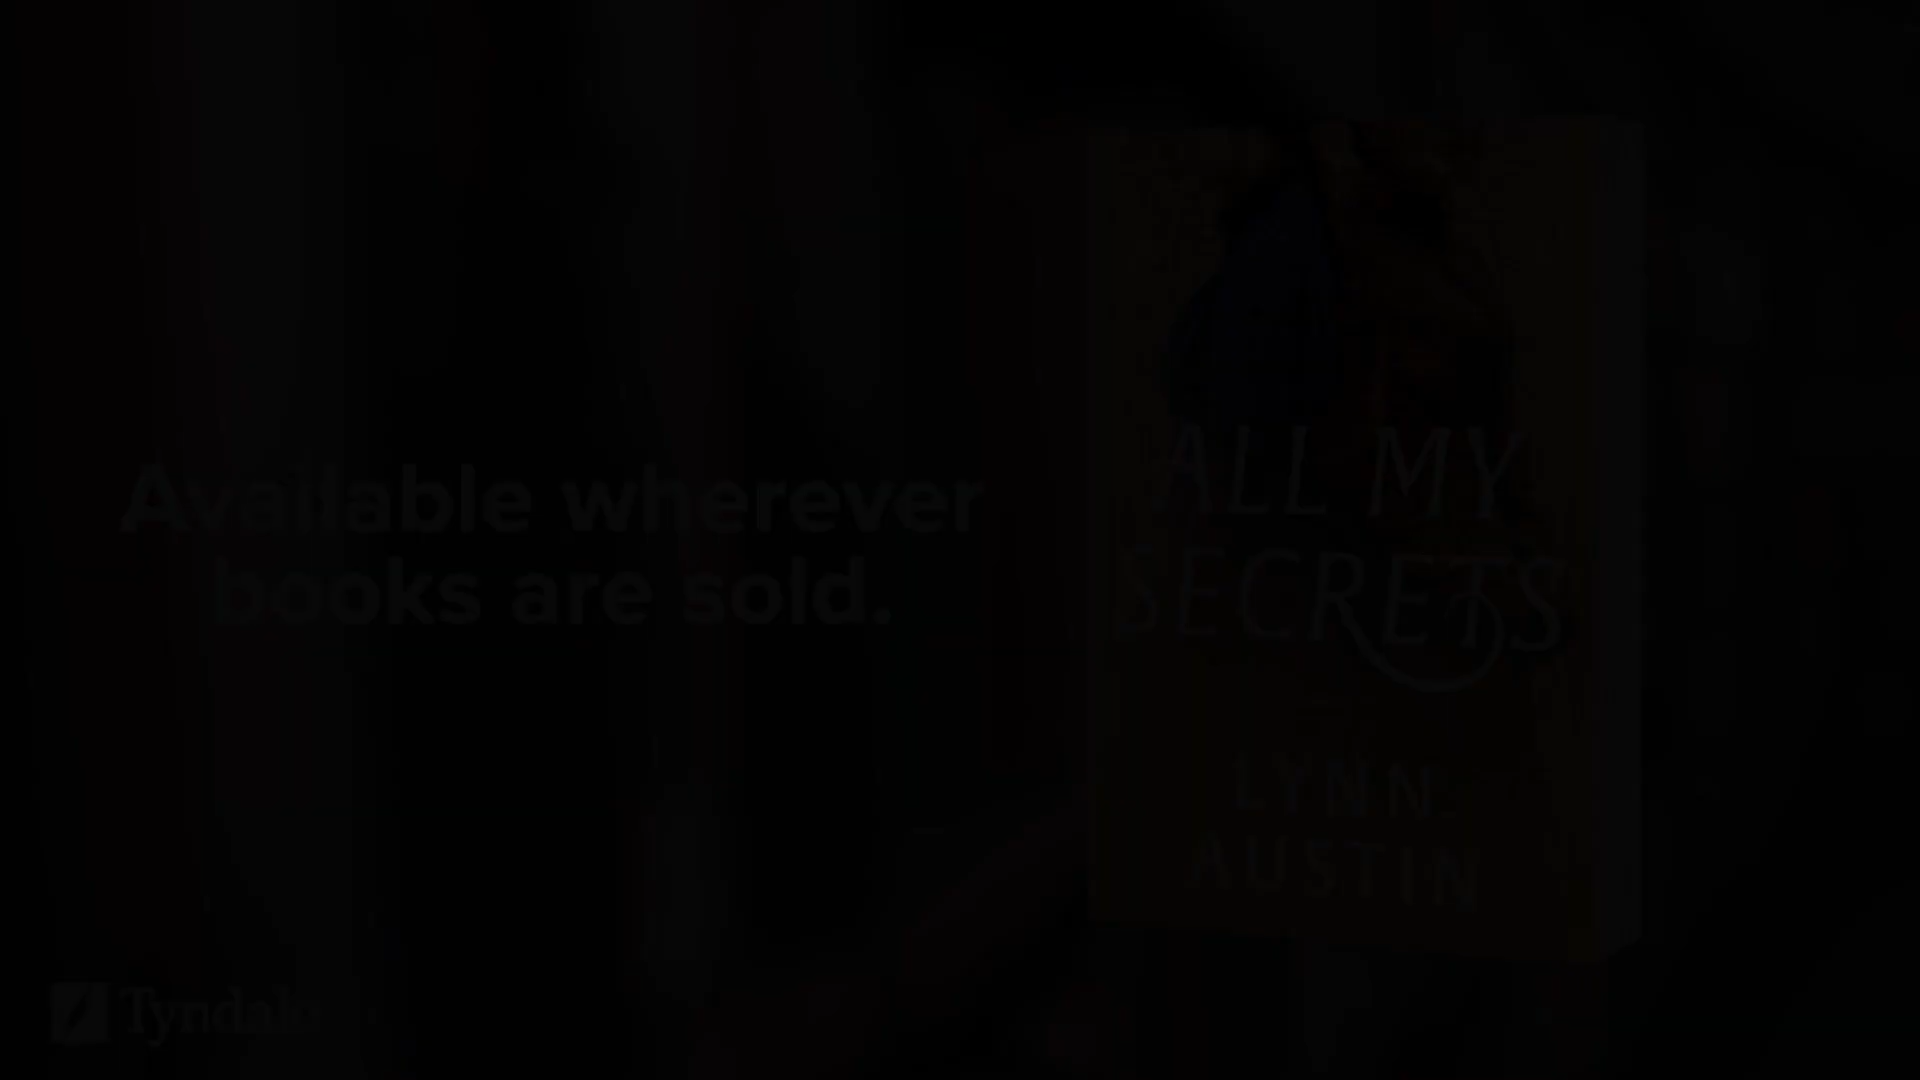 Available wherever
books are sold.
ALL MY
SECRETS
LYNN
AUSTIN
Tyndale